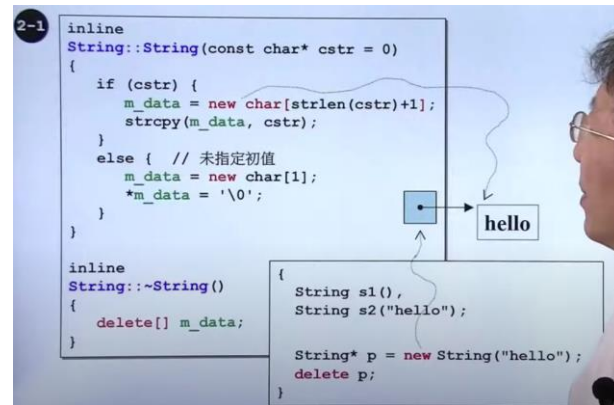 2-1
inline
String::String(const char* cstr = 0)
{
if (cstr) {
m_data = new char[strlen(cstr)+1];
strcpy(m_data, cstr);
}
else { // 未指定初值
m_data = new char[1];
*m_data = '\0';
}
}
inline
String::~String()
{
delete[] m_data;
}
hello
{
String s1(),
String s2("hello");
String* p = new String("hello");
delete p;
}